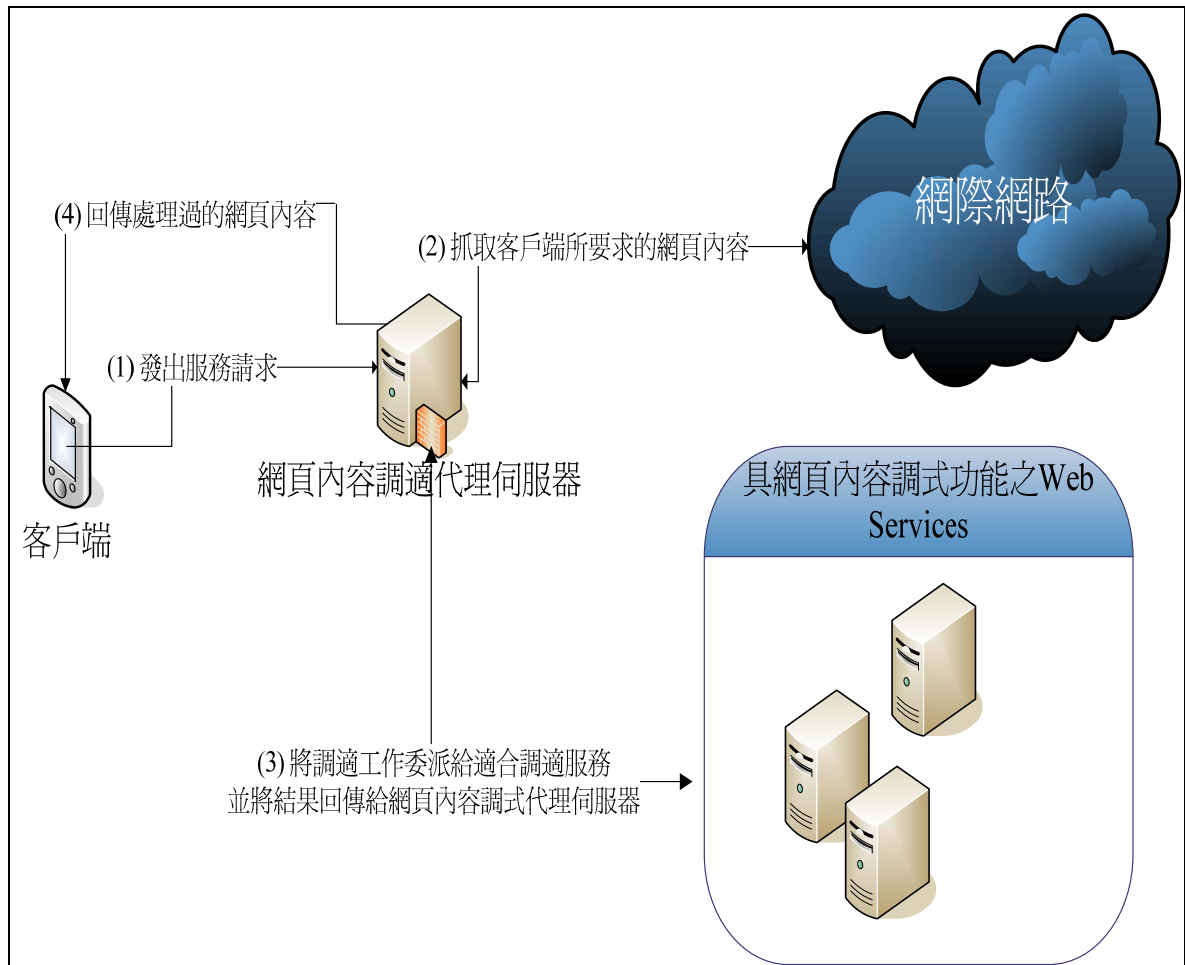 網際網路
(4) 回傳處理過的網頁內容
(2) 抓取客戶端所要求的網頁內容
(1) 發出服務請求
網頁內容調適代理伺服器
客戶端
具網頁內容調式功能之Web
Services
(3) 將調適工作委派給適合調適服務
並將結果回傳給網頁內容調式代理伺服器